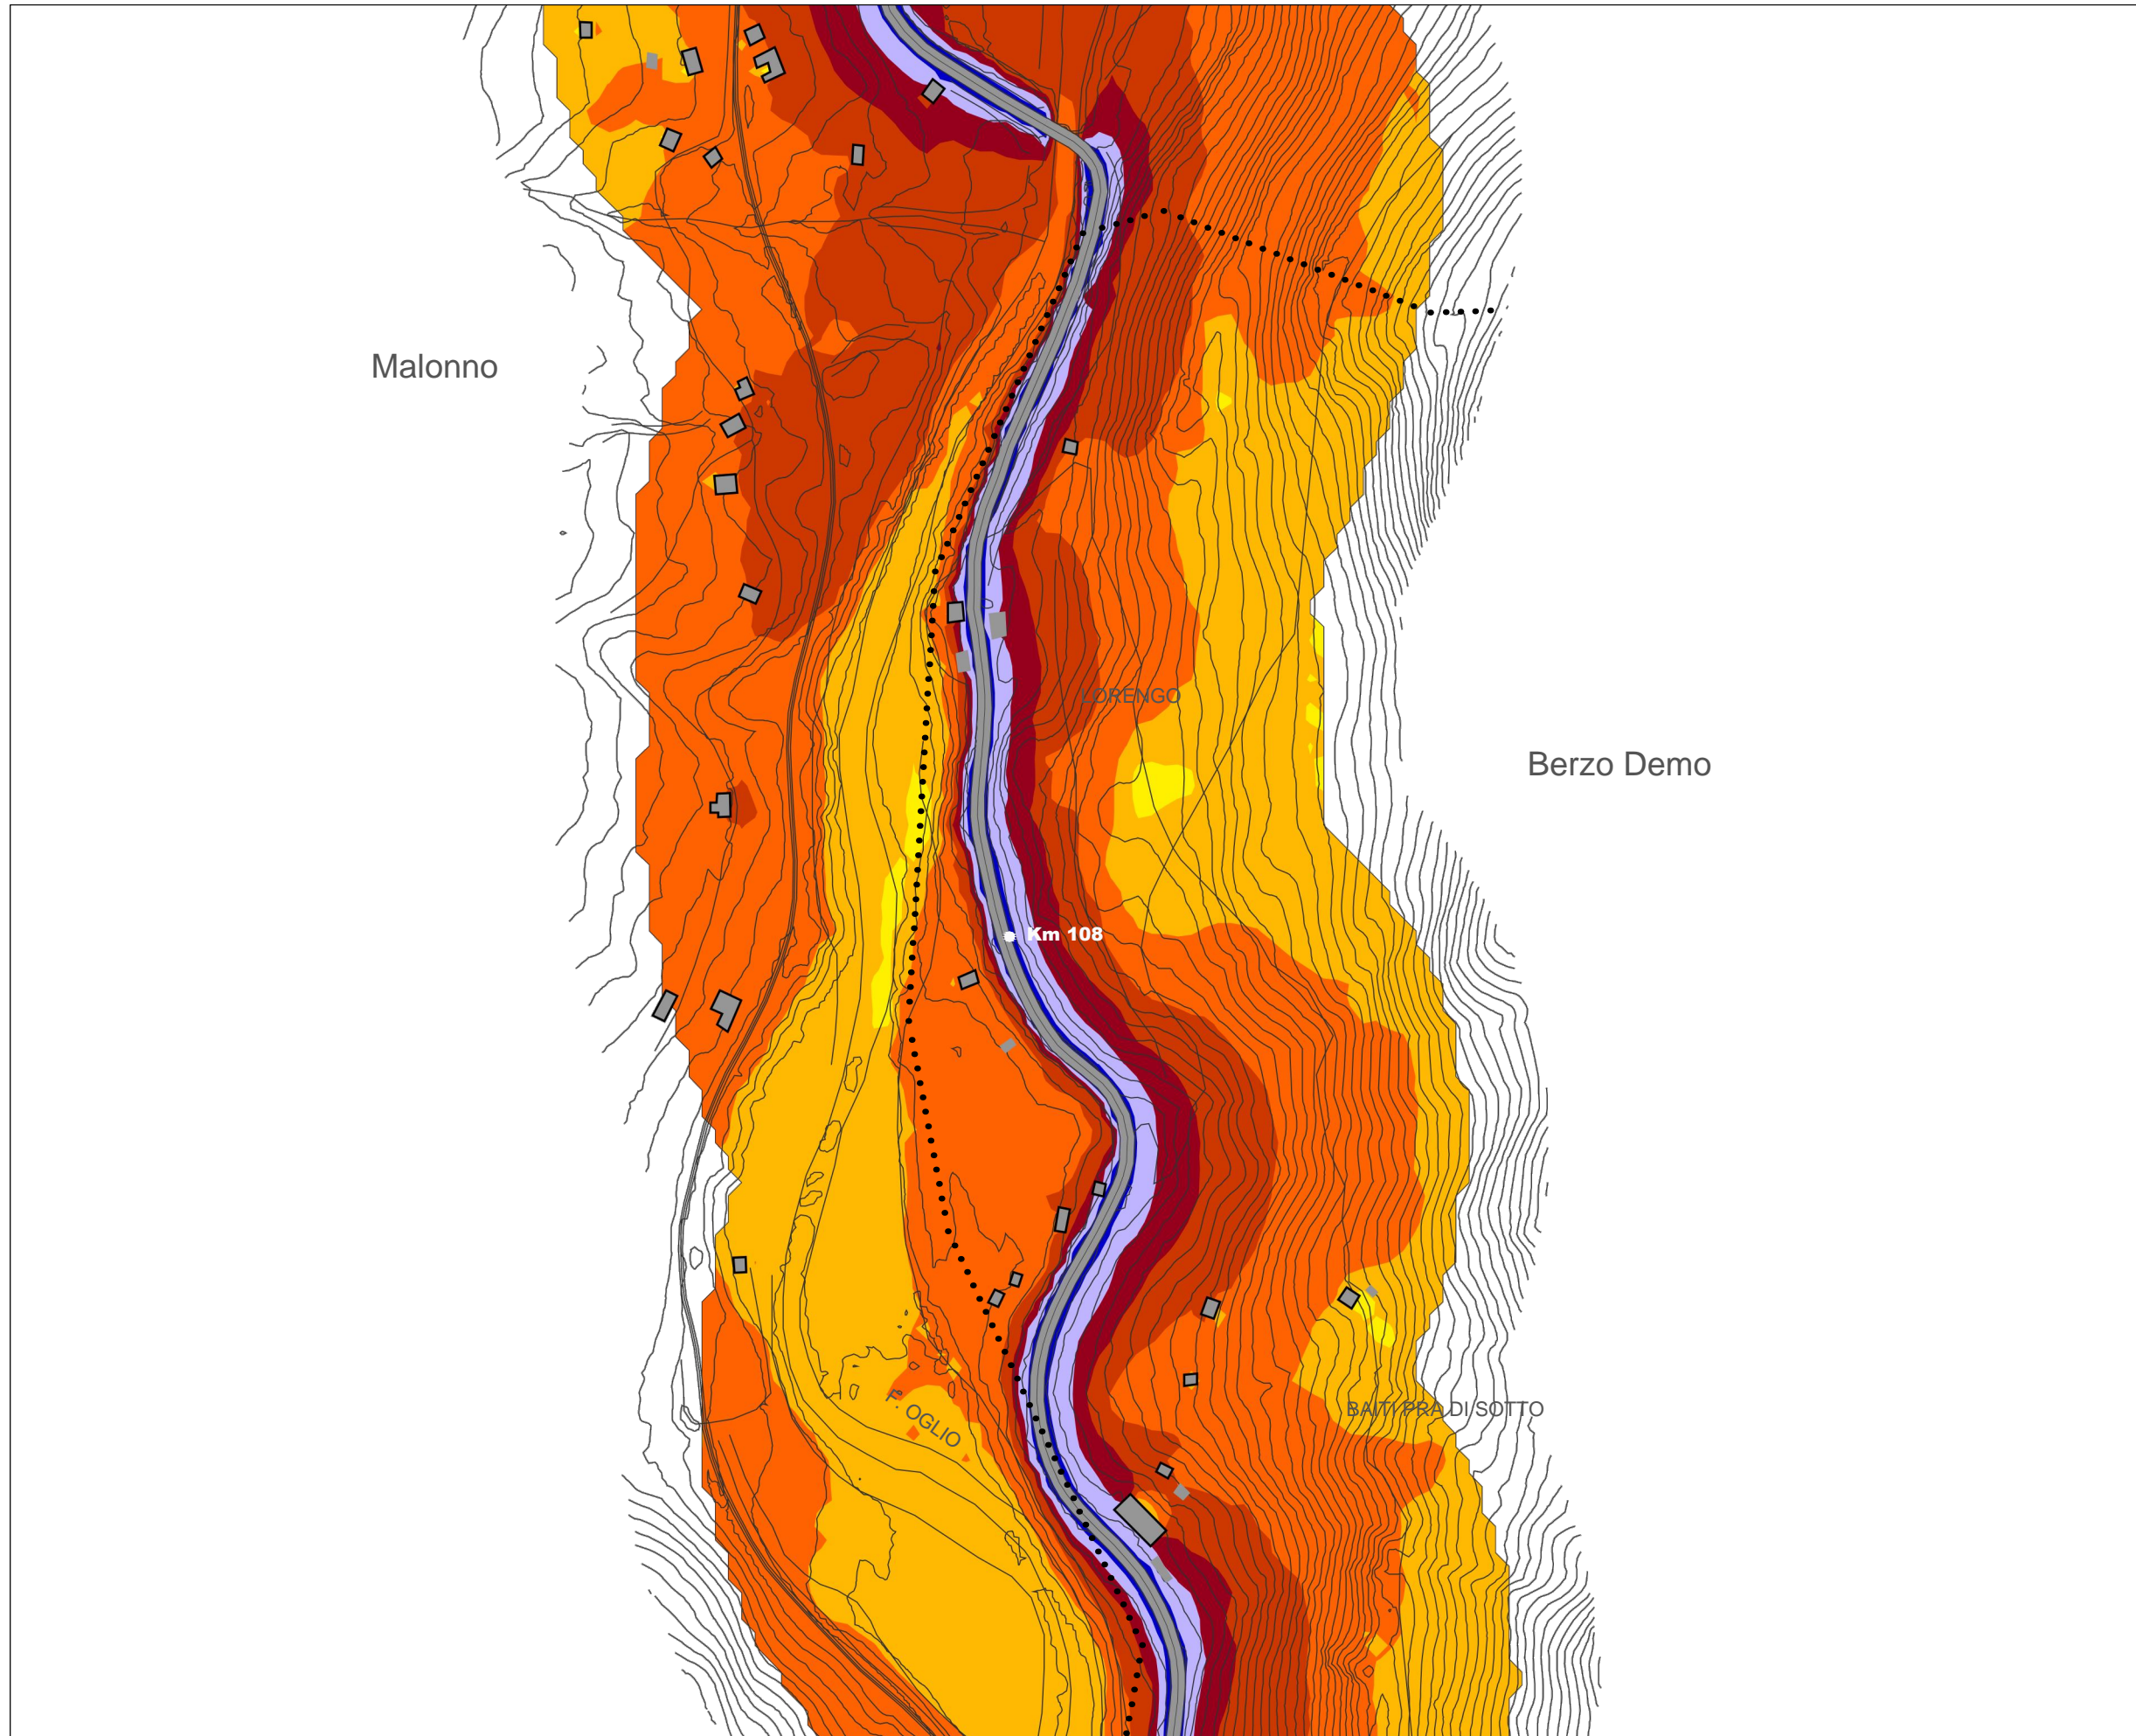 Malonno
LORENGO
Berzo Demo
Km 108
F. OGLIO
BAITI PRA DI SOTTO